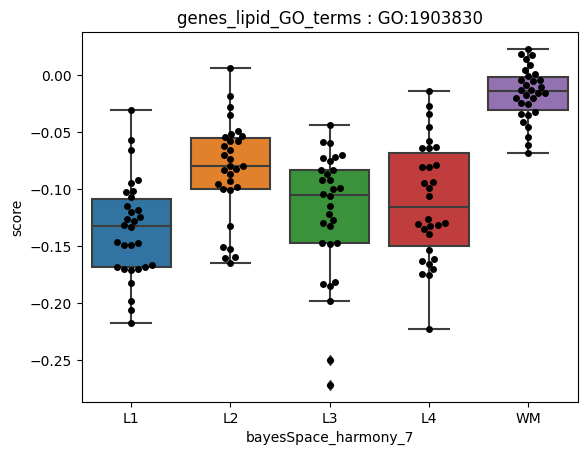 genes_lipid_GO_terms : GO:1903830
0.00
−0.05
−0.10
−0.15
−0.20
−0.25
score
L1 L2 L3 L4 WM
bayesSpace_harmony_7